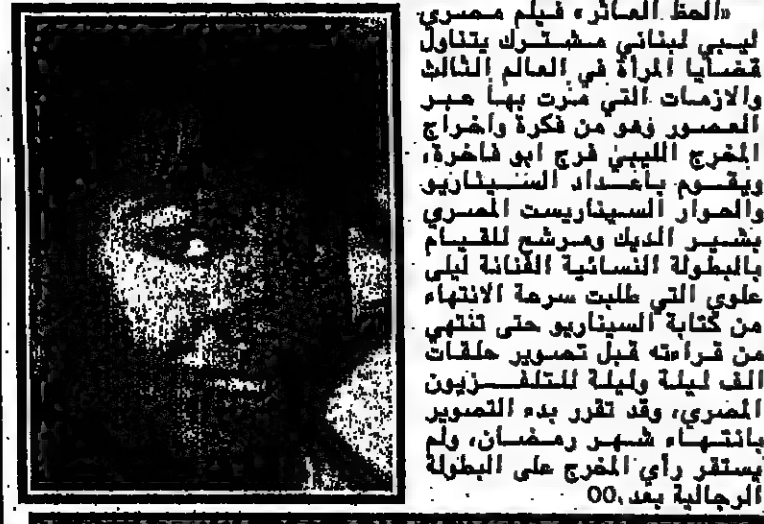 «الحظ العاثر» فيلم مصري
ليبي لبناني مشترك يتناول
قضايا المرأة في العالم الثالث
والازمات التي مرت بها عبر
العصور وهو من فكرة واخراج
المخرج الليبي فرج ابو فاخرة،
ويقوم باعداد السيناريو
والحوار السيناريست المصري
بشير الديك ومرشح للقيام
بالبطولة النسائية الفنانة ليلى
علوي التي طلبت سرعة الانتهاء
من كتابة السيناريو حتى تنتهي
من قراءته قبل تصوير حلقات
الف ليلة وليلة للتلفزيون
المصري، وقد تقرر بدء التصوير
بانتهاء شهر رمضان، ولم
يستقر رأي المخرج على البطولة
الرجالية بعد.00